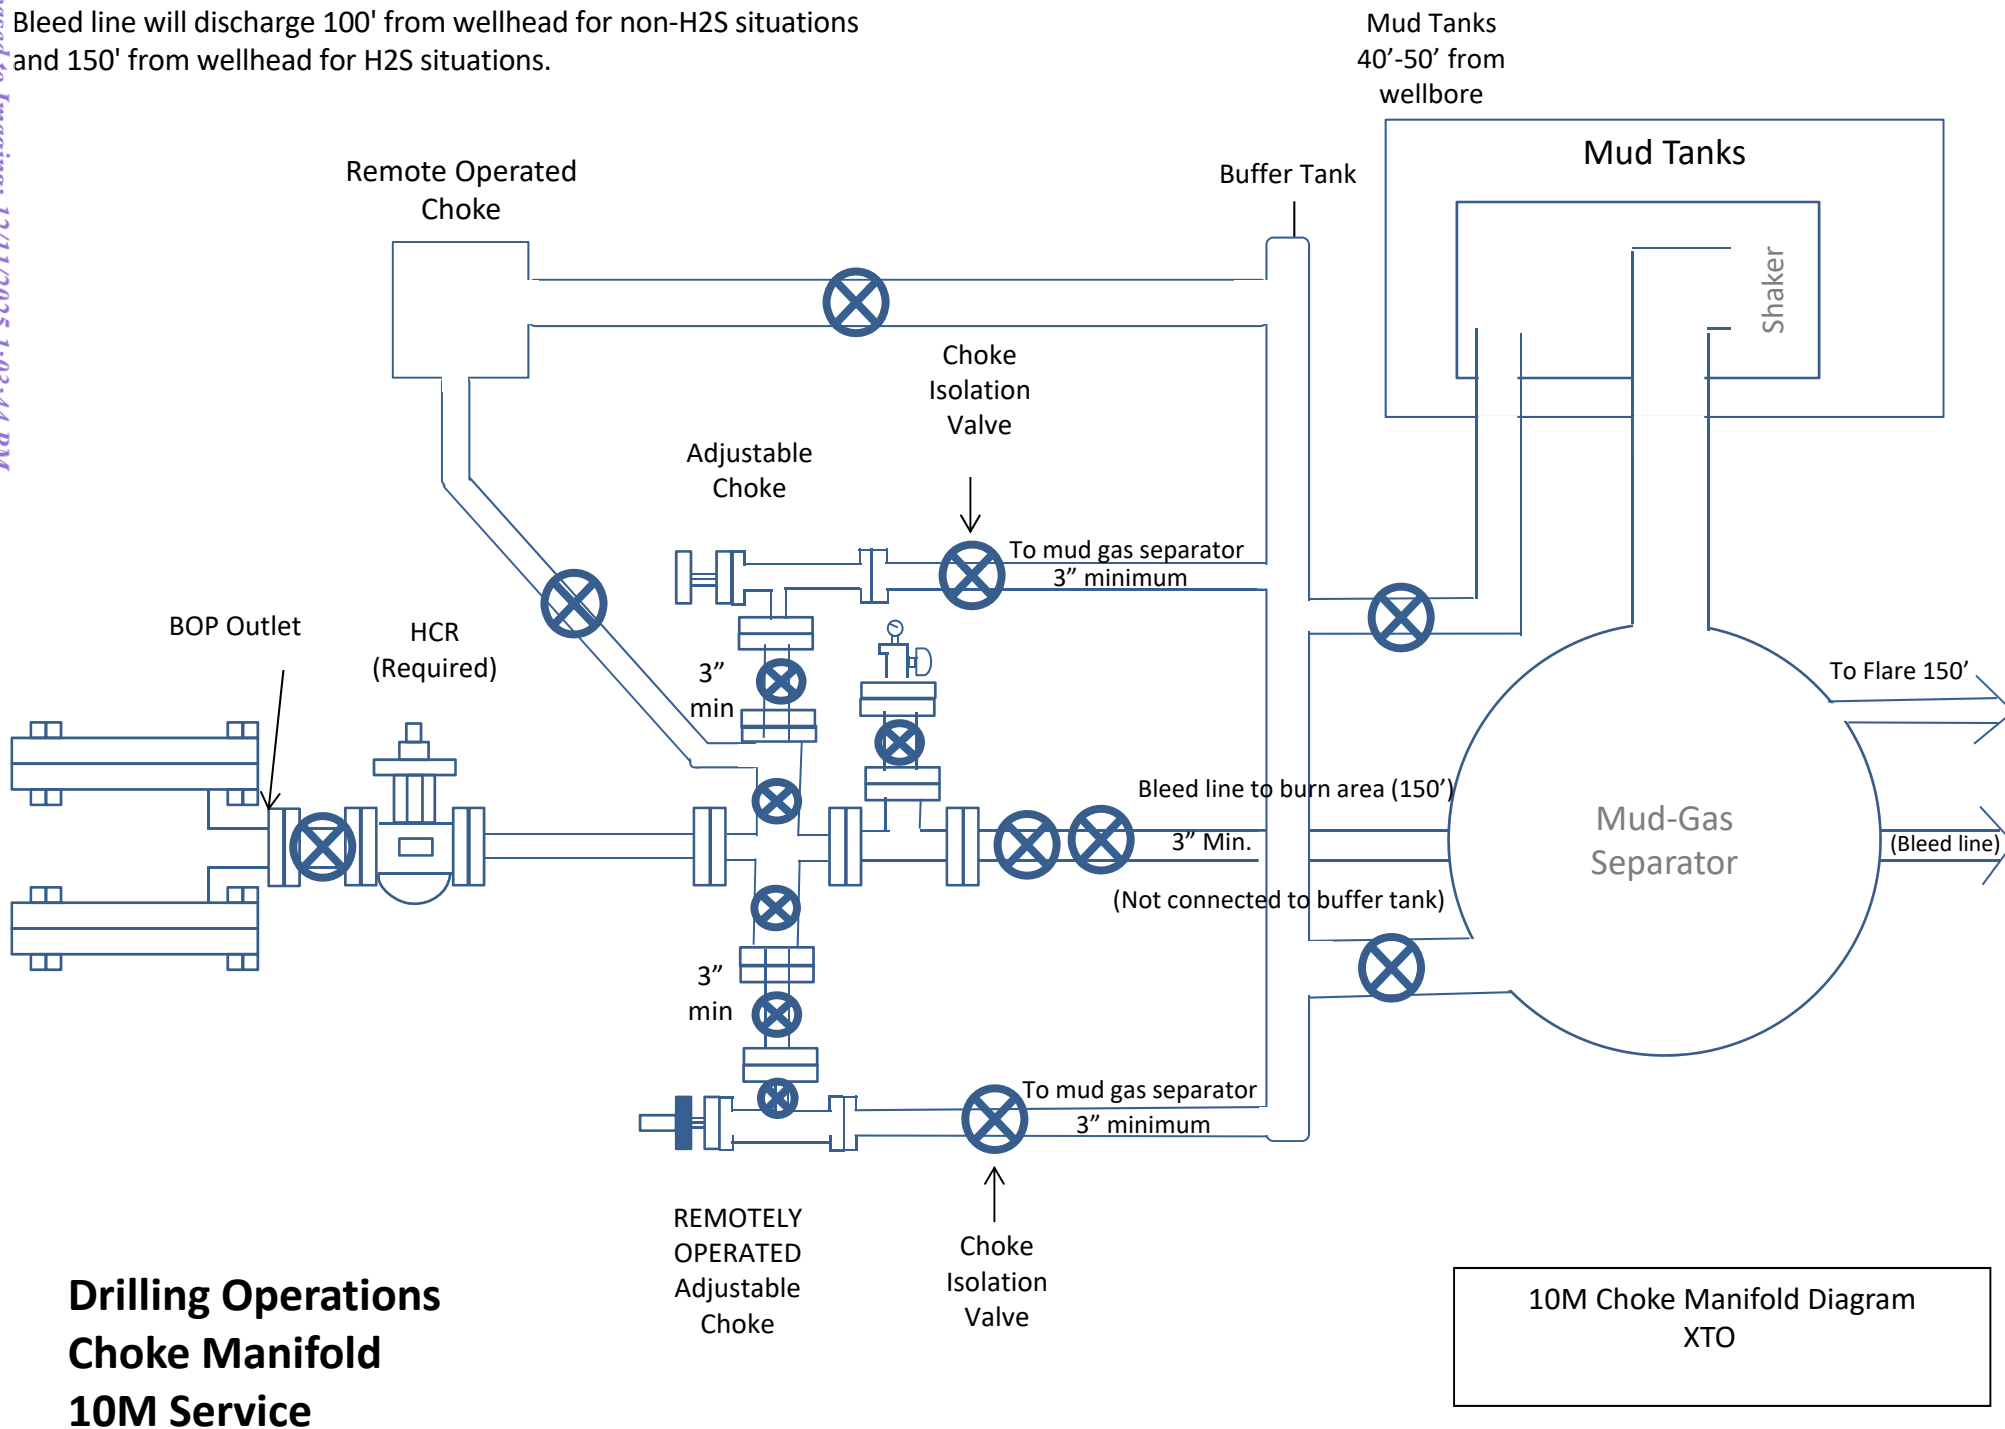 Bleed line will discharge 100' from wellhead for non-H2S situations
and 150' from wellhead for H2S situations.
Mud Tanks
40’-50’ from
wellbore
Mud Tanks
Shaker
Remote Operated
Choke
Buffer Tank
Choke
Isolation
Valve
Adjustable
Choke
To mud gas separator
3” minimum
BOP Outlet
HCR
(Required)
3”
min
To Flare 150’
Bleed line to burn area (150’)
3” Min.
(Not connected to buffer tank)
Mud-Gas
Separator
(Bleed line)
3”
min
To mud gas separator
3” minimum
REMOTELY
OPERATED
Adjustable
Choke
Choke
Isolation
Valve
Drilling Operations
Choke Manifold
10M Service
10M Choke Manifold Diagram
XTO